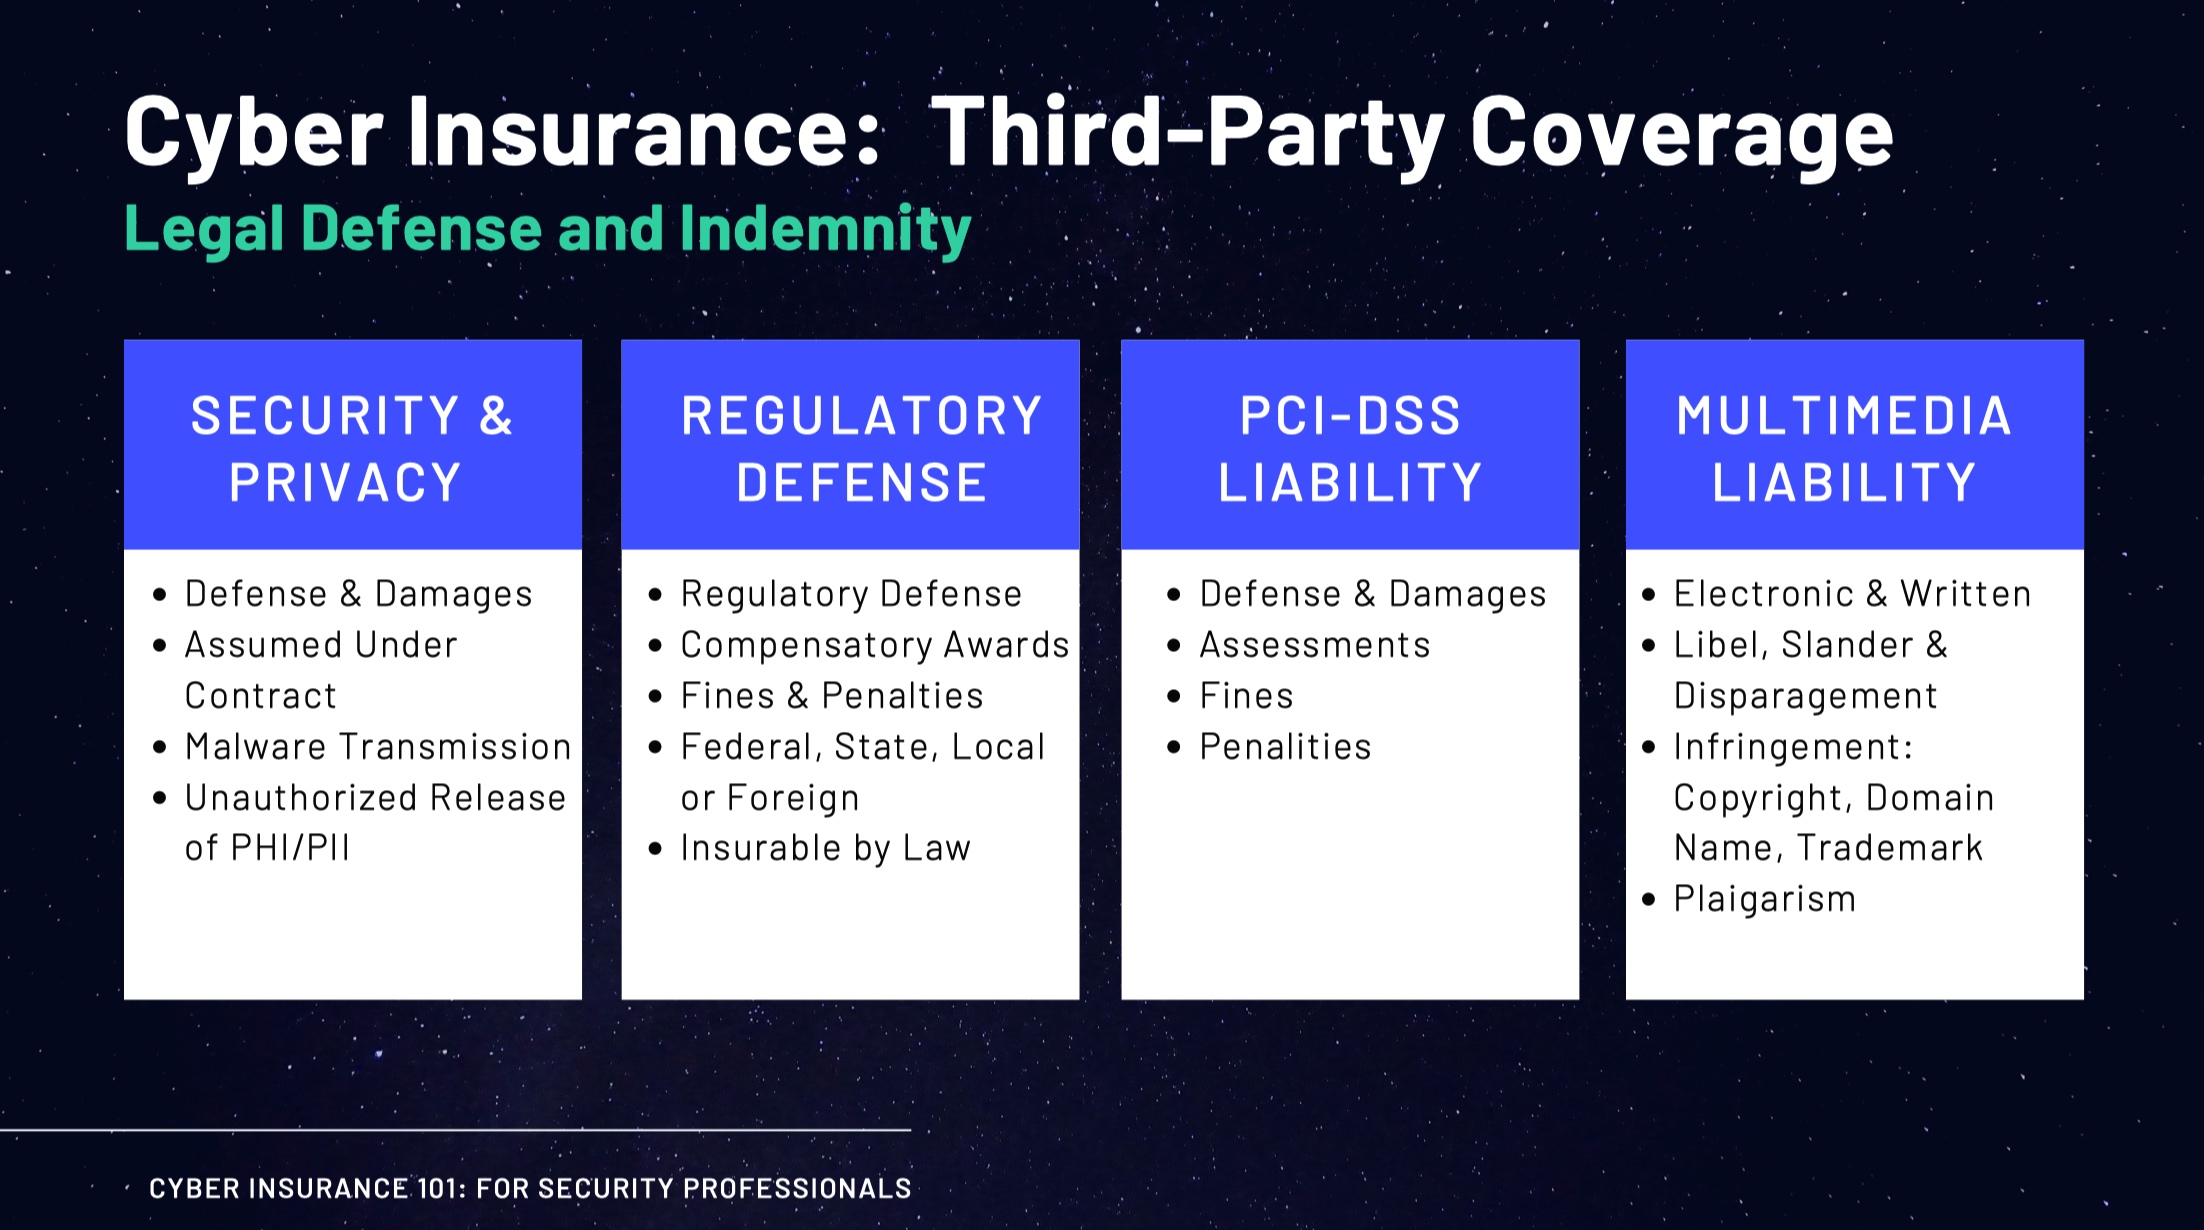 Cyber Insurance:  Third-Party Coverage
Legal Defense and Indemnity
SECURITY &
PRIVACY
• Defense & Damages
• Assumed Under
Contract
• Malware Transmission
• Unauthorized Release
of PHI/PII
REGULATORY
DEFENSE
• Regulatory Defense
• Compensatory Awards
• Fines & Penalties
• Federal, State, Local
or Foreign
• Insurable by Law
PCI-DSS
LIABILITY
• Defense & Damages
• Assessments
• Fines
• Penalities
MULTIMEDIA
LIABILITY
• Electronic & Written
• Libel, Slander &
Disparagement
• Infringement:
Copyright, Domain
Name, Trademark
• Plaigarism
CYBER INSURANCE 101: FOR SECURITY PROFESSIONALS